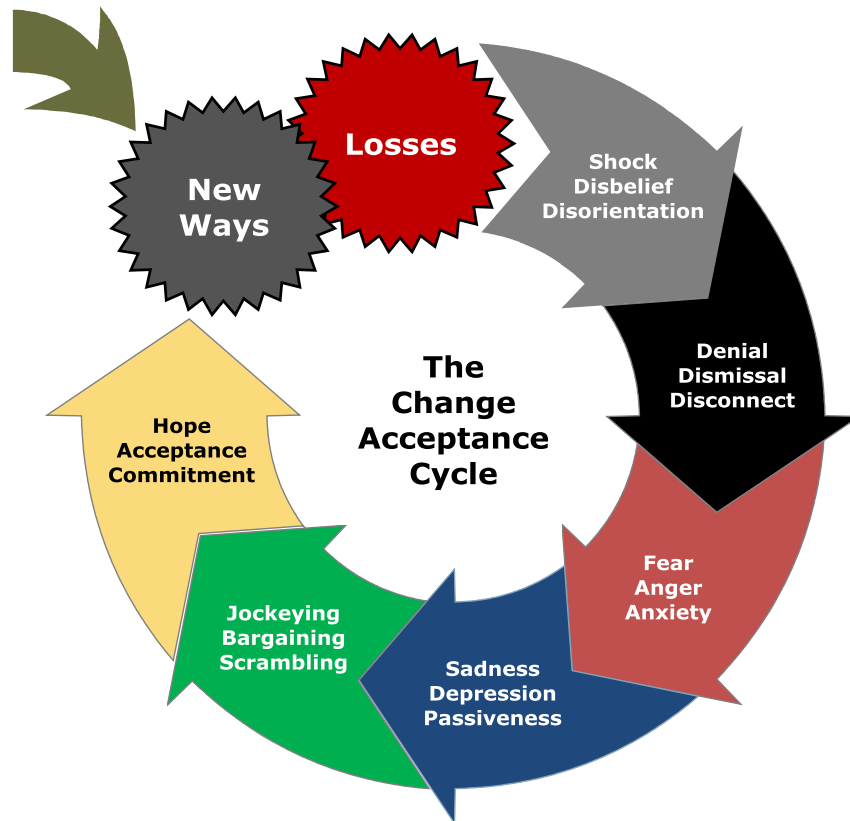 The
Change
Acceptance
Cycle
New
Ways
Losses
Shock
Disbelief
Disorientation
Denial
Dismissal
Disconnect
Fear
Anger
Anxiety
Sadness
Depression
Passiveness
Jockeying
Bargaining
Scrambling
Hope
Acceptance
Commitment